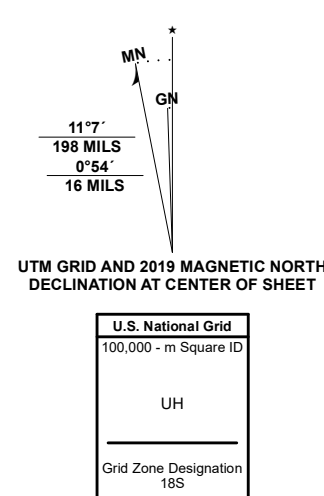 ★
MN
GN
11°7´
198 MILS
0°54´
16 MILS
UTM GRID AND 2019 MAGNETIC NORTH
DECLINATION AT CENTER OF SHEET
U.S. National Grid
100,000 - m Square ID
UH
Grid Zone Designation
18S